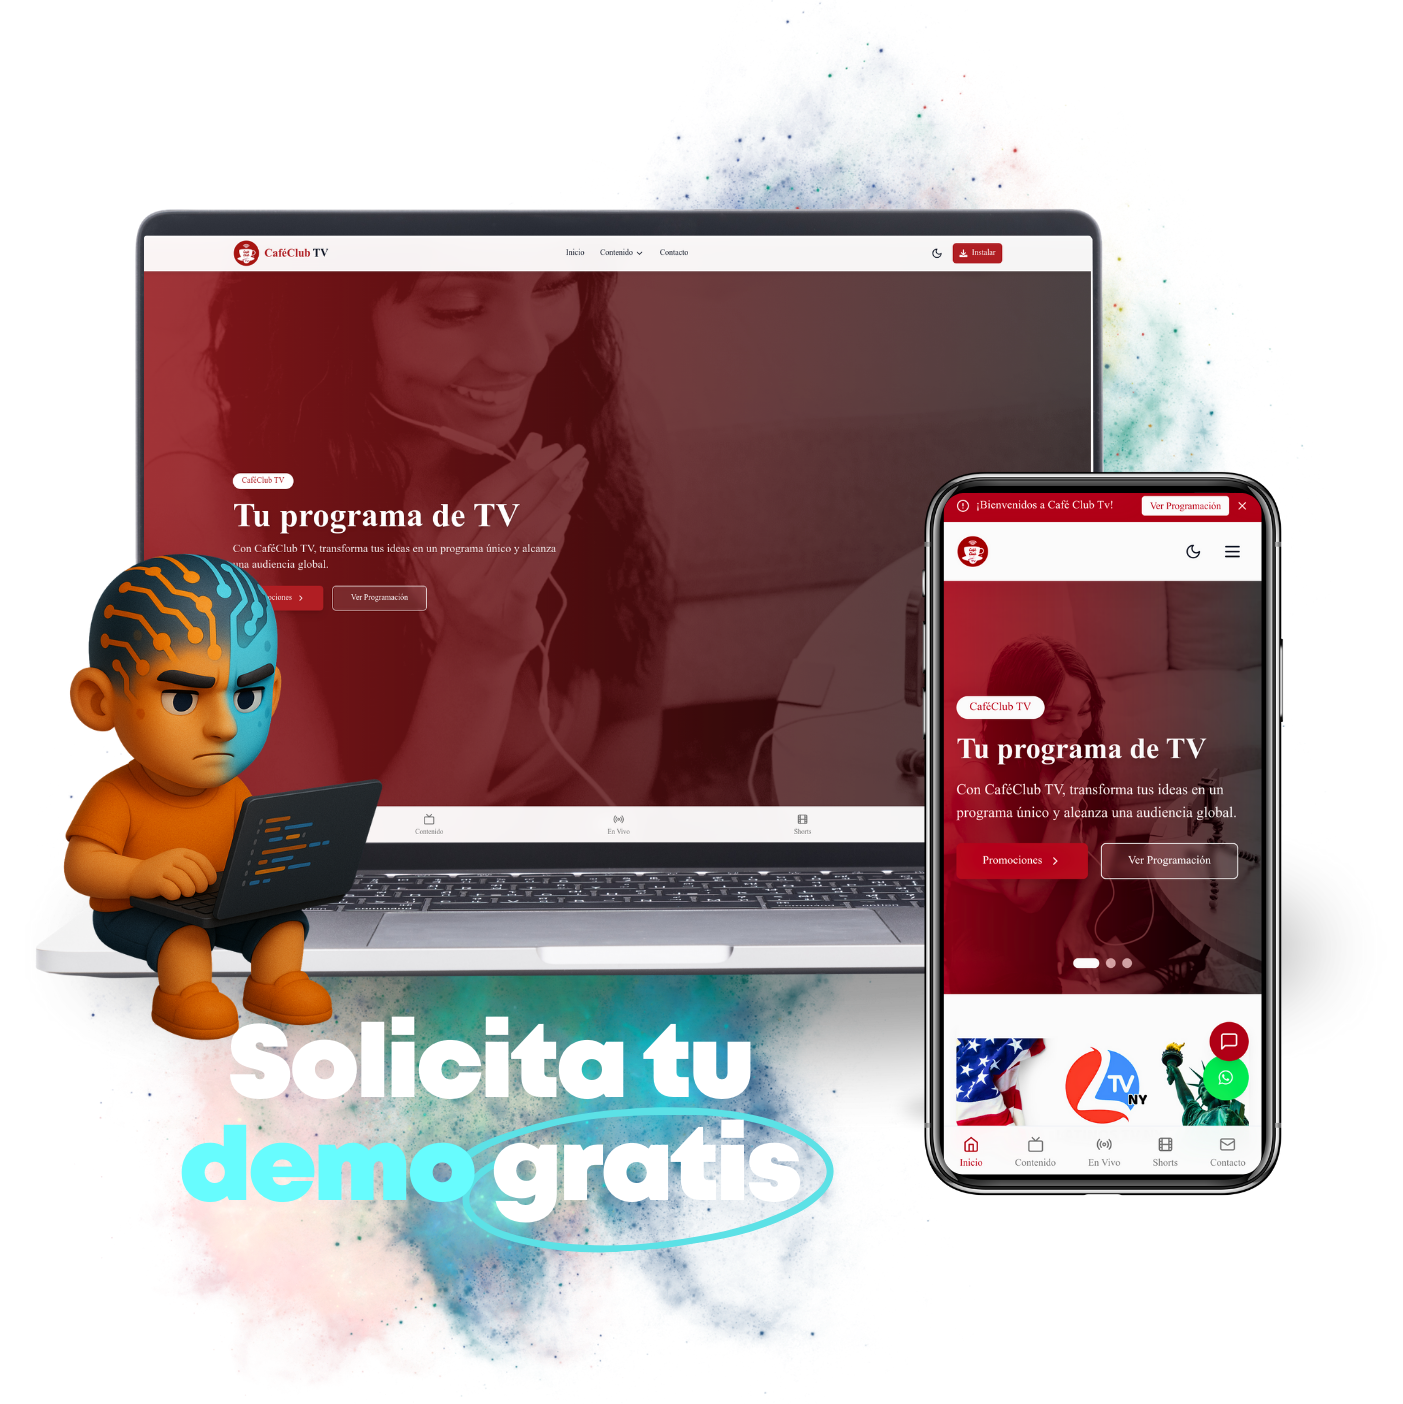 CaféClub TV
Inicio
Contenido
Contacto
Instalar
CaféClub TV
Tu programa de TV
Con CaféClub TV, transforma tus ideas en un programa único y alcanza
una audiencia global.
Ver Programación
Contenido
En Vivo
Shorts
¡Bienvenidos a Café Club Tv!
Ver Programación
CaféClub TV
Tu programa de TV
Con CaféClub TV, transforma tus ideas en un
programa único y alcanza una audiencia global.
Promociones
Ver Programación
TV
NY
Inicio
Contenido
En Vivo
Shorts
Contacto
Solicita tu
demo gratis